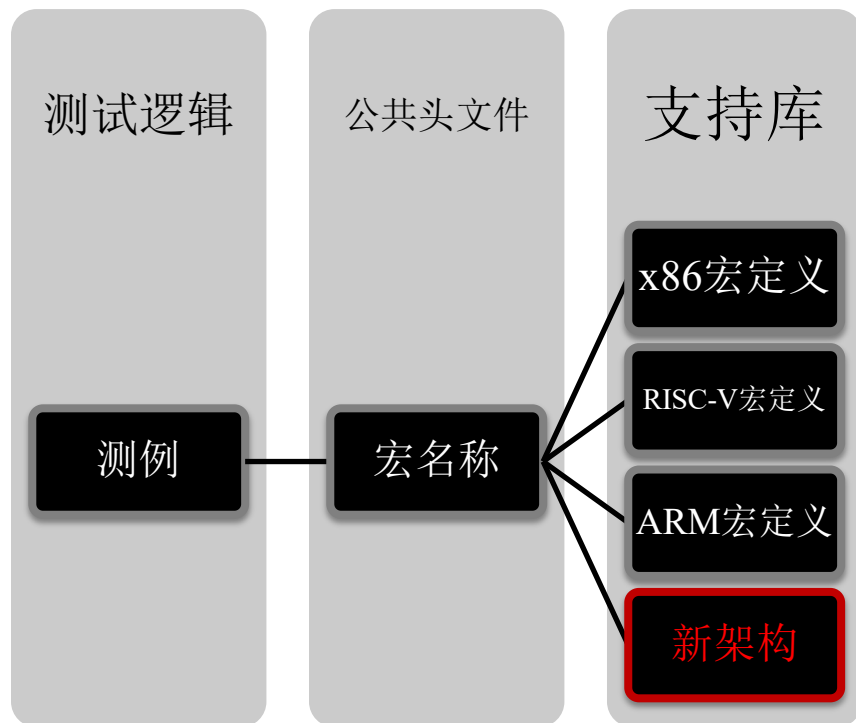 测试逻辑
公共头文件
支持库
x86宏定义
RISC-V宏定义
测例
宏名称
ARM宏定义
新架构